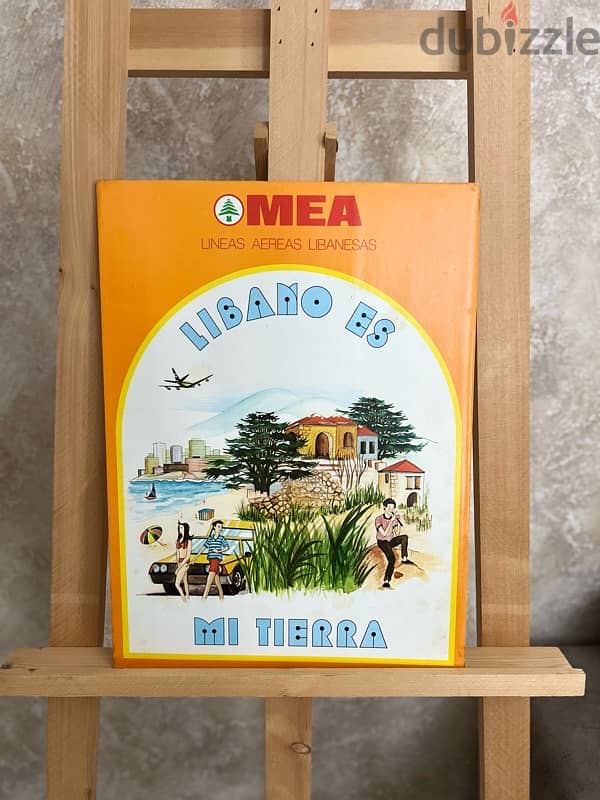 dubizzle
MEA
LINEAS AEREAS LIBANESAS
LIBANO ES
MI TIERRA